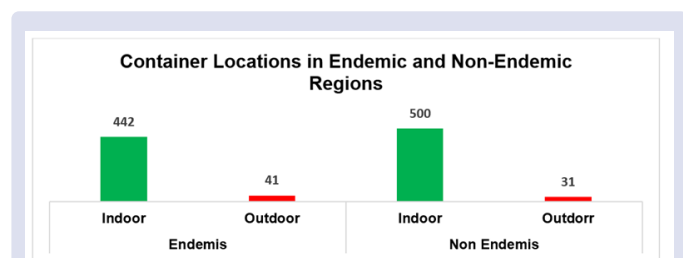 Container Locations in Endemic and Non-Endemic
Regions
442
41
500
31
Indoor
Outdoor
Indoor
Outdorr
Endemis
Non Endemis